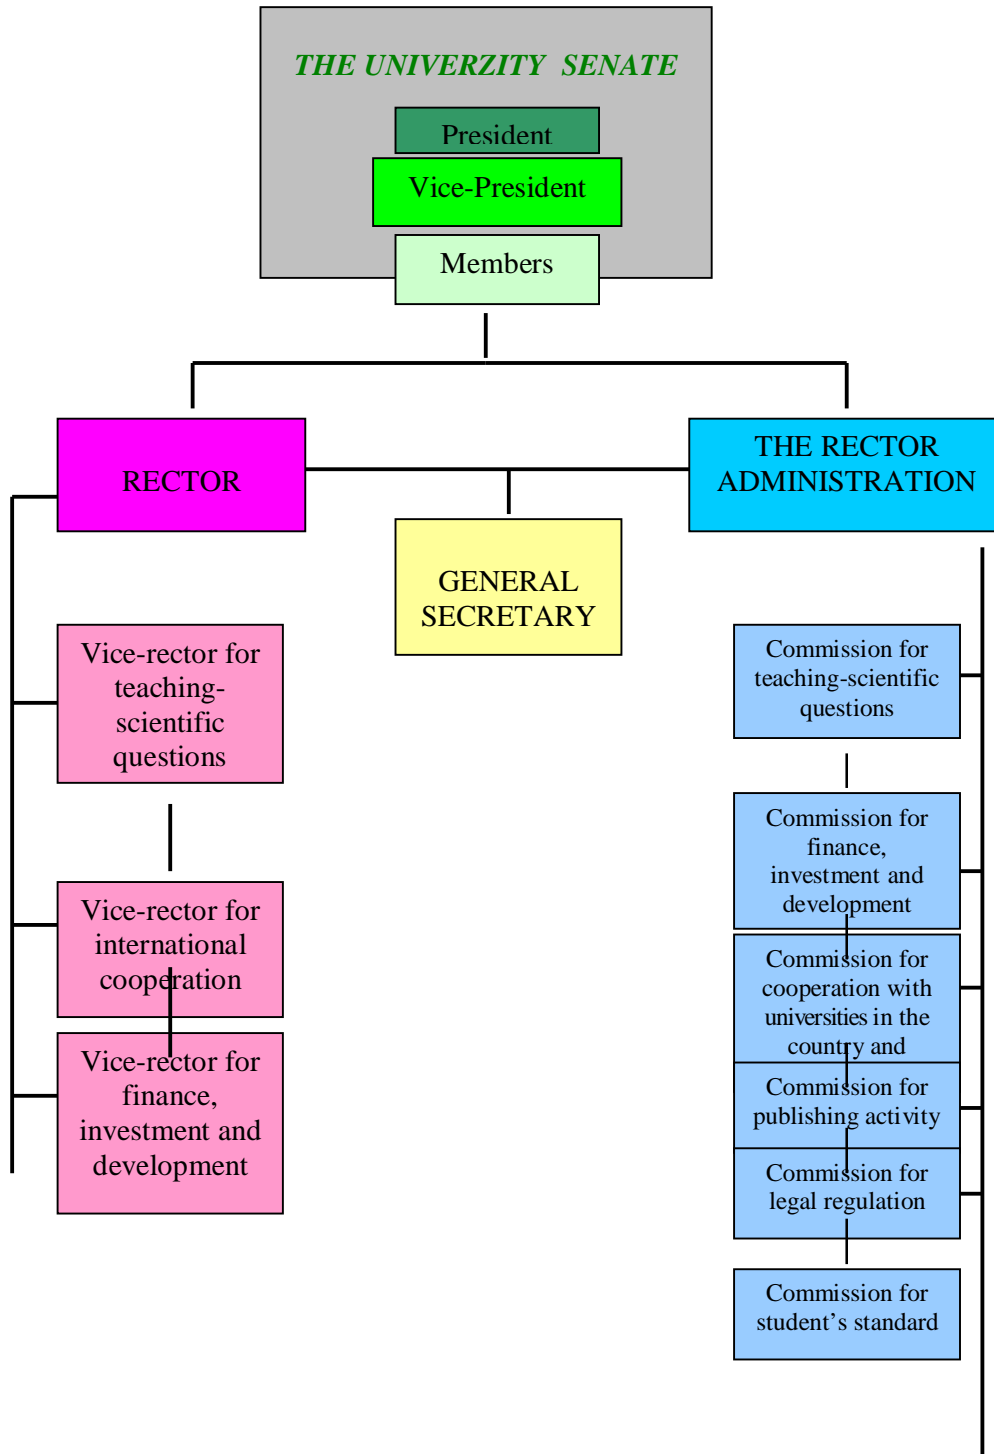 THE UNIVERZITY SENATE
President
Vice-President
Members
RECTOR
THE RECTOR
ADMINISTRATION
GENERAL
SECRETARY
Vice-rector for
teaching-
scientific
questions
Vice-rector for
international
cooperation
Vice-rector for
finance,
investment and
development
Commission for
teaching-scientific
questions
Commission for
finance,
investment and
development
Commission for
cooperation with
universities in the
country and
Commission for
publishing activity
Commission for
legal regulation
Commission for
student’s standard